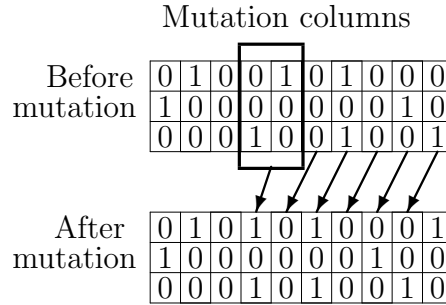 Mutation columns
Before mutation
0 1 0 0 1 0 1 0 0 0
1 0 0 0 0 0 0 0 1 0
0 0 0 1 0 0 1 0 0 1
After mutation
0 1 0 1 0 1 0 0 0 1
1 0 0 0 0 0 0 1 0 0
0 0 0 1 0 1 0 0 1 0